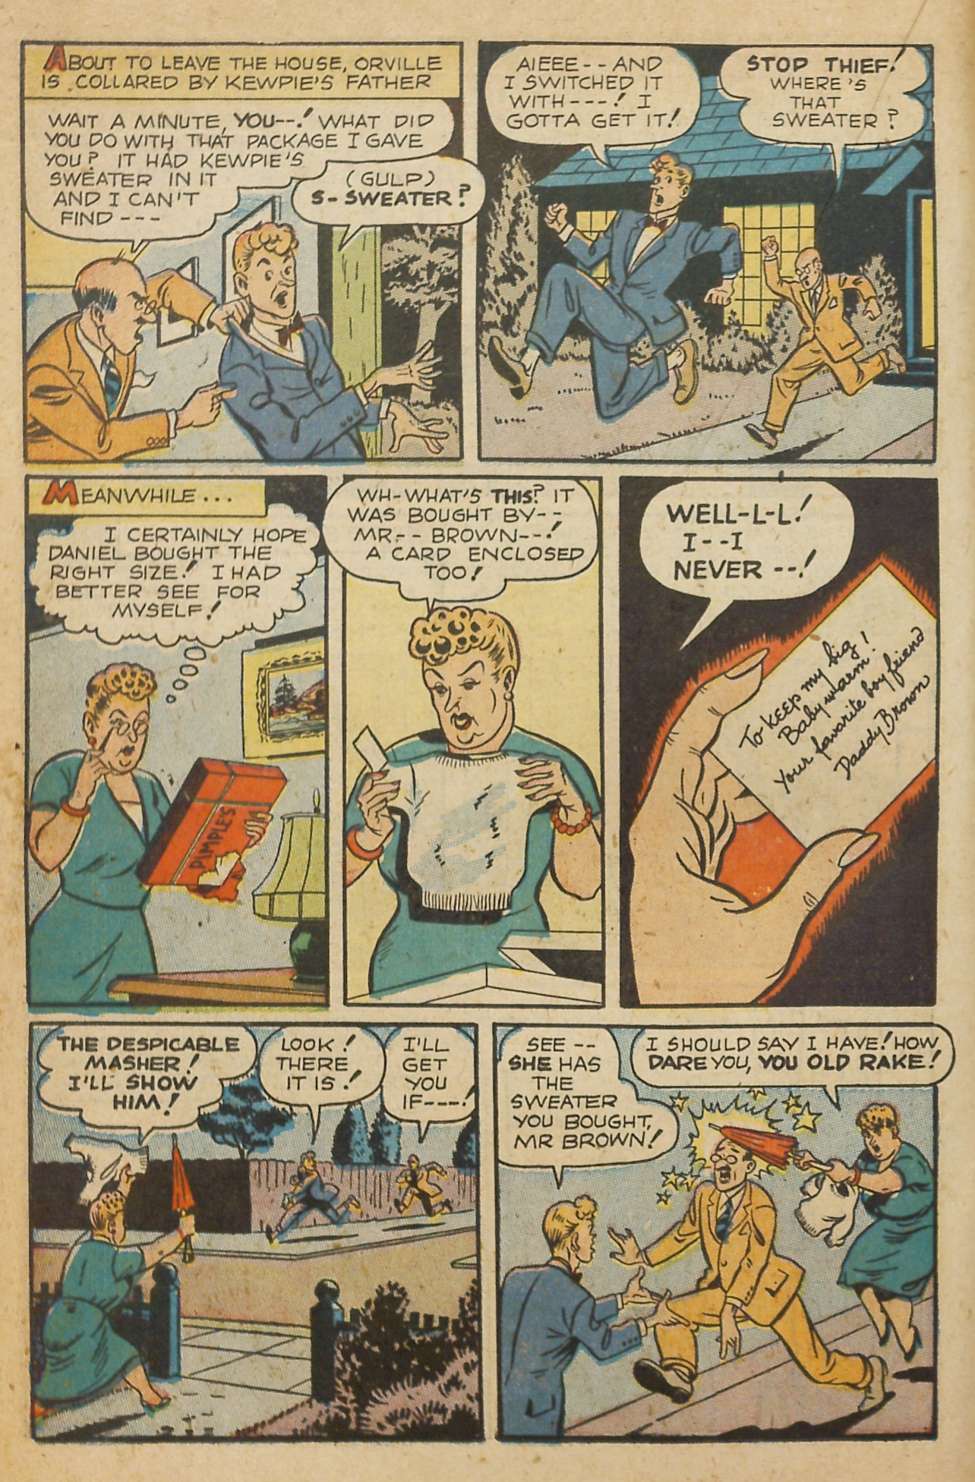 ABOUT TO LEAVE THE HOUSE, ORVILLE
IS COLLARED BY KEWPIE'S FATHER
WAIT A MINUTE, YOU--! WHAT DID
YOU DO WITH THAT PACKAGE I GAVE
YOU? IT HAD KEWPIE'S
SWEATER IN IT
AND I CAN'T
FIND ---
(GULP)
S-SWEATER?
AIEEE-- AND
I SWITCHED IT
WITH----! I
GOTTA GET IT!
STOP THIEF!
WHERE'S
THAT
SWEATER?
MEANWHILE...
I CERTAINLY HOPE
DANIEL BOUGHT THE
RIGHT SIZE! I HAD
BETTER SEE FOR
MYSELF!
PIMPLE'S
WH-WHAT'S THIS? IT
WAS BOUGHT BY--
MR.-- BROWN--!
A CARD ENCLOSED
TOO!
WELL-L-L!
I--I
NEVER --!
To keep my big
Baby warm!
Your favorite boy friend
Daddy Brown
THE DESPICABLE
MASHER!
I'LL SHOW
HIM!
LOOK!
THERE
IT IS!
I'LL
GET
YOU
IF---!
SEE --
SHE HAS
THE
SWEATER
YOU BOUGHT,
MR BROWN!
I SHOULD SAY I HAVE! HOW
DARE YOU, YOU OLD RAKE!